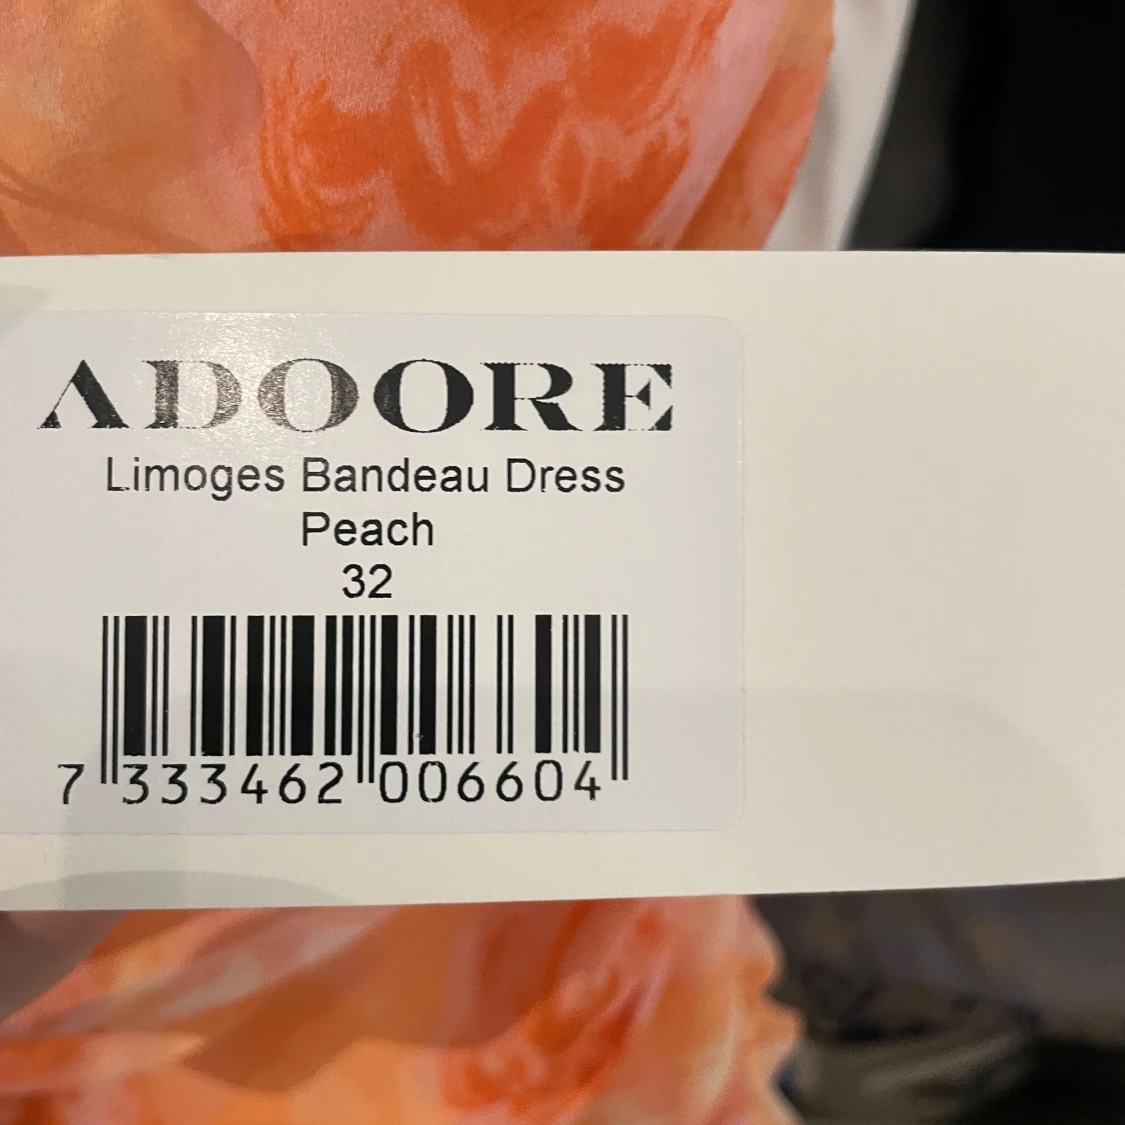 ADOORE
Limoges Bandeau Dress
Peach
32
7 333462 006604